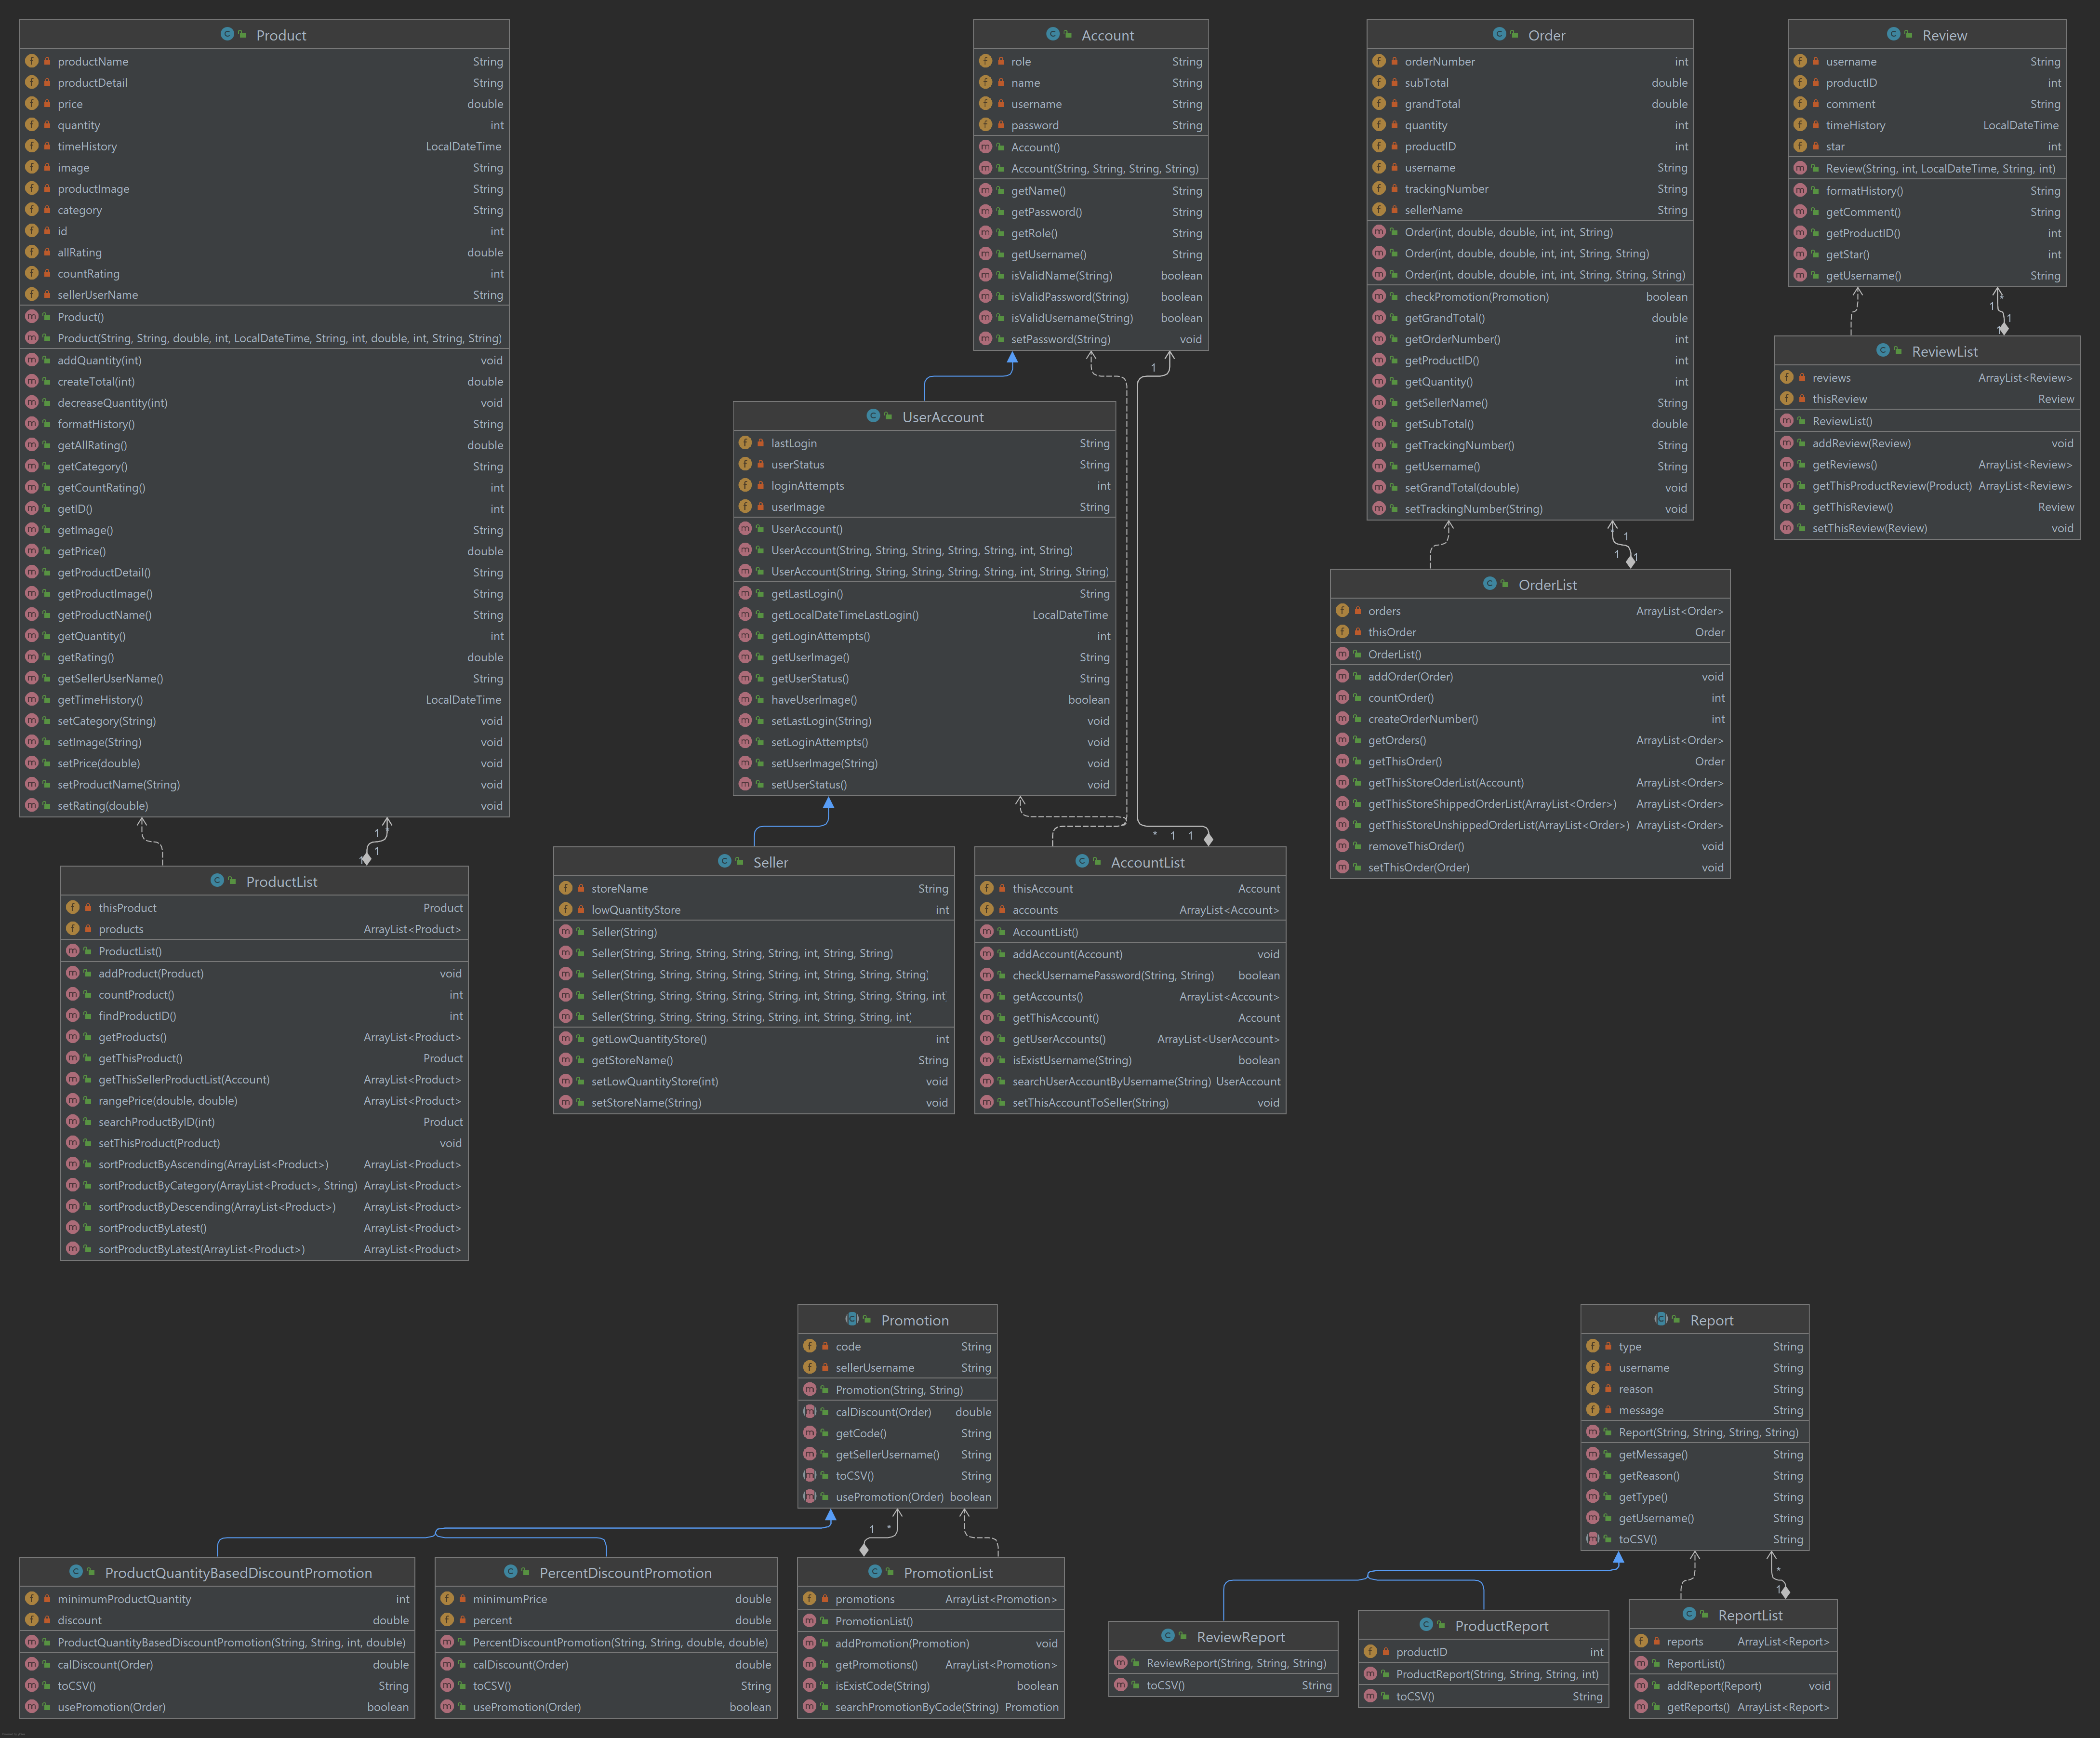 Product
productName String
productDetail String
price double
quantity int
timeHistory LocalDateTime
image String
productImage String
category String
id int
allRating double
countRating int
sellerUserName String
Product()
Product(String, String, double, int, LocalDateTime, String, int, double, int, String, String)
addQuantity(int) void
createTotal(int) double
decreaseQuantity(int) void
formatHistory() String
getAllRating() double
getCategory() String
getCountRating() int
getID() int
getImage() String
getPrice() double
getProductDetail() String
getProductImage() String
getProductName() String
getQuantity() int
getRating() double
getSellerUserName() String
getTimeHistory() LocalDateTime
setCategory(String) void
setImage(String) void
setPrice(double) void
setProductName(String) void
setRating(double) void
1 *
1 1
ProductList
thisProduct Product
products ArrayList<Product>
ProductList()
addProduct(Product) void
countProduct() int
findProductID() int
getProducts() ArrayList<Product>
getThisProduct() Product
getThisSellerProductList(Account) ArrayList<Product>
rangePrice(double, double) ArrayList<Product>
searchProductByID(int) Product
setThisProduct(Product) void
sortProductByAscending(ArrayList<Product>) ArrayList<Product>
sortProductByCategory(ArrayList<Product>, String) ArrayList<Product>
sortProductByDescending(ArrayList<Product>) ArrayList<Product>
sortProductByLatest() ArrayList<Product>
sortProductByLatest(ArrayList<Product>) ArrayList<Product>
Account
role String
name String
username String
password String
Account()
Account(String, String, String, String)
getName() String
getPassword() String
getRole() String
getUsername() String
isValidName(String) boolean
isValidPassword(String) boolean
isValidUsername(String) boolean
setPassword(String) void
1
UserAccount
lastLogin String
userStatus String
loginAttempts int
userImage String
UserAccount()
UserAccount(String, String, String, String, String, int, String)
UserAccount(String, String, String, String, String, int, String, String)
getLastLogin() String
getLocalDateTimeLastLogin() LocalDateTime
getLoginAttempts() int
getUserImage() String
getUserStatus() String
haveUserImage() boolean
setLastLogin(String) void
setLoginAttempts() void
setUserImage(String) void
setUserStatus() void
* 1 1
Seller
storeName String
lowQuantityStore int
Seller(String)
Seller(String, String, String, String, String, int, String, String)
Seller(String, String, String, String, String, int, String, String, String)
Seller(String, String, String, String, String, int, String, String, String, int)
Seller(String, String, String, String, String, int, String, String, int)
getLowQuantityStore() int
getStoreName() String
setLowQuantityStore(int) void
setStoreName(String) void
AccountList
thisAccount Account
accounts ArrayList<Account>
AccountList()
addAccount(Account) void
checkUsernamePassword(String, String) boolean
getAccounts() ArrayList<Account>
getThisAccount() Account
getUserAccounts() ArrayList<UserAccount>
isExistUsername(String) boolean
searchUserAccountByUsername(String) UserAccount
setThisAccountToSeller(String) void
Order
orderNumber int
subTotal double
grandTotal double
quantity int
productID int
username String
trackingNumber String
sellerName String
Order(int, double, double, int, int, String)
Order(int, double, double, int, int, String, String)
Order(int, double, double, int, int, String, String, String)
checkPromotion(Promotion) boolean
getGrandTotal() double
getOrderNumber() int
getProductID() int
getQuantity() int
getSellerName() String
getSubTotal() double
getTrackingNumber() String
getUsername() String
setGrandTotal(double) void
setTrackingNumber(String) void
1
1 1
OrderList
orders ArrayList<Order>
thisOrder Order
OrderList()
addOrder(Order) void
countOrder() int
createOrderNumber() int
getOrders() ArrayList<Order>
getThisOrder() Order
getThisStoreOderList(Account) ArrayList<Order>
getThisStoreShippedOrderList(ArrayList<Order>) ArrayList<Order>
getThisStoreUnshippedOrderList(ArrayList<Order>) ArrayList<Order>
removeThisOrder() void
setThisOrder(Order) void
Review
username String
productID int
comment String
timeHistory LocalDateTime
star int
Review(String, int, LocalDateTime, String, int)
formatHistory() String
getComment() String
getProductID() int
getStar() int
getUsername() String
1 *
1
1
ReviewList
reviews ArrayList<Review>
thisReview Review
ReviewList()
addReview(Review) void
getReviews() ArrayList<Review>
getThisProductReview(Product) ArrayList<Review>
getThisReview() Review
setThisReview(Review) void
Promotion
code String
sellerUsername String
Promotion(String, String)
calDiscount(Order) double
getCode() String
getSellerUsername() String
toCSV() String
usePromotion(Order) boolean
1 *
ProductQuantityBasedDiscountPromotion
minimumProductQuantity int
discount double
ProductQuantityBasedDiscountPromotion(String, String, int, double)
calDiscount(Order) double
toCSV() String
usePromotion(Order) boolean
PercentDiscountPromotion
minimumPrice double
percent double
PercentDiscountPromotion(String, String, double, double)
calDiscount(Order) double
toCSV() String
usePromotion(Order) boolean
PromotionList
promotions ArrayList<Promotion>
PromotionList()
addPromotion(Promotion) void
getPromotions() ArrayList<Promotion>
isExistCode(String) boolean
searchPromotionByCode(String) Promotion
Report
type String
username String
reason String
message String
Report(String, String, String, String)
getMessage() String
getReason() String
getType() String
getUsername() String
toCSV() String
*
1
ReviewReport
ReviewReport(String, String, String)
toCSV() String
ProductReport
productID int
ProductReport(String, String, String, int)
toCSV() String
ReportList
reports ArrayList<Report>
ReportList()
addReport(Report) void
getReports() ArrayList<Report>